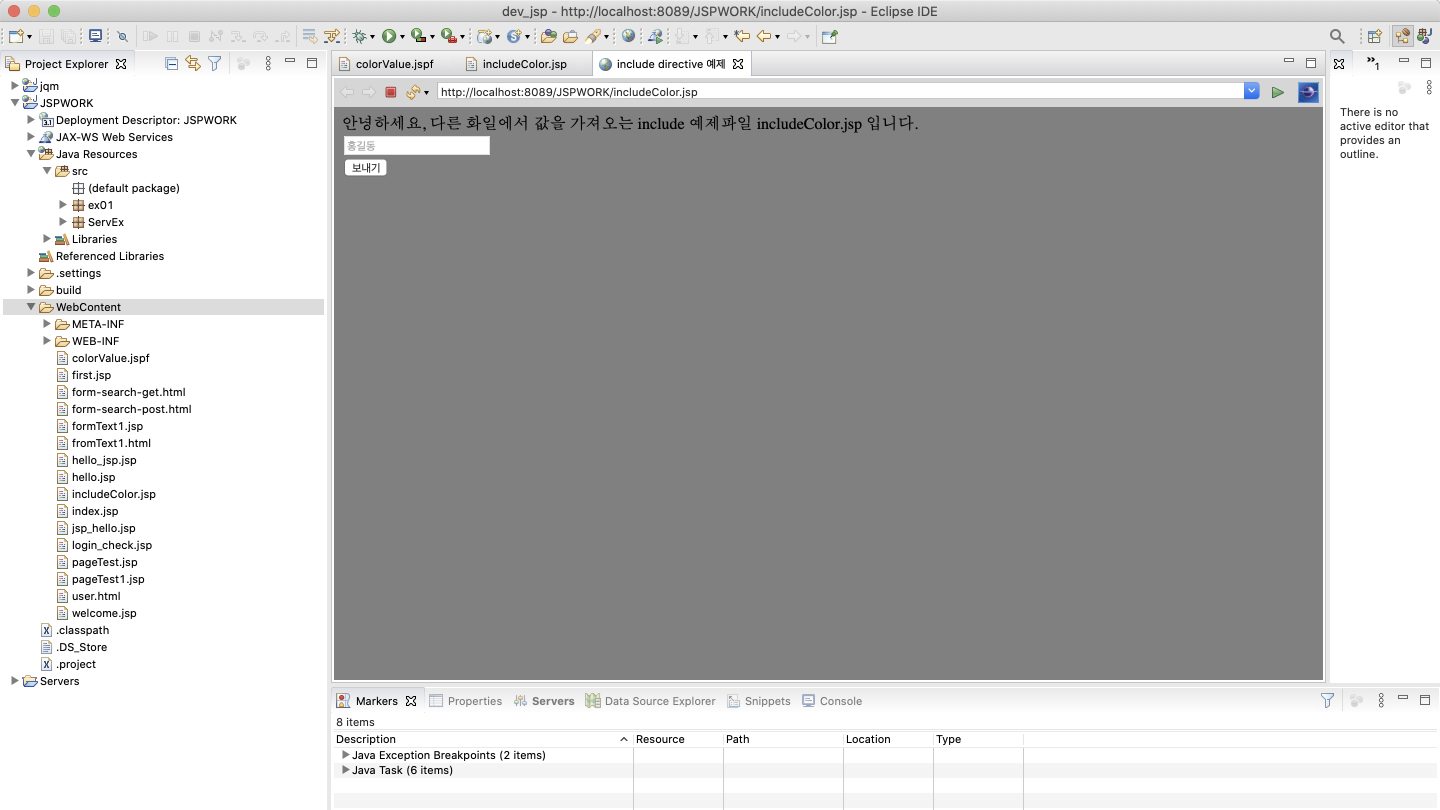 dev_jsp - http://localhost:8089/JSPWORK/includeColor.jsp - Eclipse IDE
Project Explorer
jqm
JSPWORK
Deployment Descriptor: JSPWORK
JAX-WS Web Services
Java Resources
src
(default package)
ex01
ServEx
Libraries
Referenced Libraries
.settings
build
WebContent
META-INF
WEB-INF
colorValue.jspf
first.jsp
form-search-get.html
form-search-post.html
formText1.jsp
fromText1.html
hello_jsp.jsp
hello.jsp
includeColor.jsp
index.jsp
jsp_hello.jsp
login_check.jsp
pageTest.jsp
pageTest1.jsp
user.html
welcome.jsp
.classpath
.DS_Store
.project
Servers
colorValue.jspf includeColor.jsp include directive 예제
http://localhost:8089/JSPWORK/includeColor.jsp
안녕하세요, 다른 화일에서 값을 가져오는 include 예제파일 includeColor.jsp 입니다.
홍길동
보내기
»1
There is no
active editor that
provides an
outline.
Markers Properties Servers Data Source Explorer Snippets Console
8 items
Description Resource Path Location Type
Java Exception Breakpoints (2 items)
Java Task (6 items)